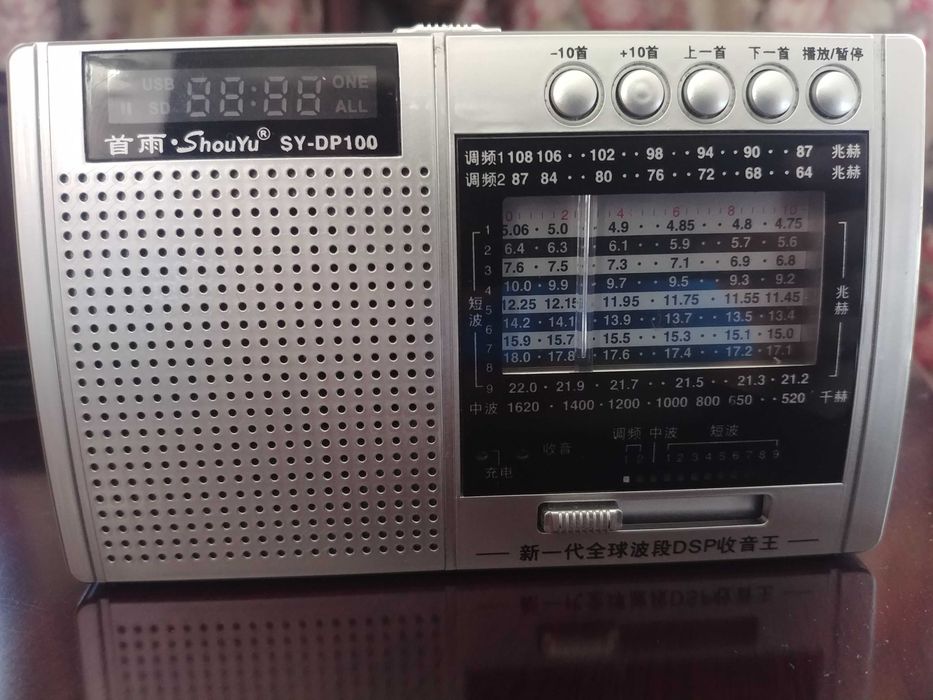 -10首 +10首 上一首 下一首 播放/暂停
USB 88:88 ONE
SD ALL
首雨·ShouYu® SY-DP100
调频1 108 106 · · 102 · · 98 · · 94 · · 90 · · 87 兆赫
调频2 87 84 · · 80 · · 76 · · 72 · · 68 · · 64 兆赫
0 2 4 6 8 10
1 5.06 · 5.0 · 4.9 · 4.85 · · 4.8 · 4.75
2 6.4 · 6.3 · 6.1 · 5.9 · · 5.7 · 5.6
3 7.6 · 7.5 · 7.3 · 7.1 · · 6.9 · 6.8
4 10.0 · 9.9 · 9.7 · 9.5 · · 9.3 · 9.2
短波 5 12.25 12.15 11.95 · 11.75 · 11.55 11.45 兆赫
6 14.2 · 14.1 · 13.9 · 13.7 · 13.5 · 13.4
7 15.9 · 15.7 · 15.5 · 15.3 · 15.1 · 15.0
8 18.0 · 17.8 · 17.6 · 17.4 · 17.2 · 17.1
9 22.0 · 21.9 · · 21.7 · · 21.5 · · 21.3 · 21.2
中波 1620 · 1400 · 1200 · 1000 800 650 · · 520 千赫
调频 中波 短波
收音 1 2 1 2 3 4 5 6 7 8 9
充电
新一代全球波段DSP收音王